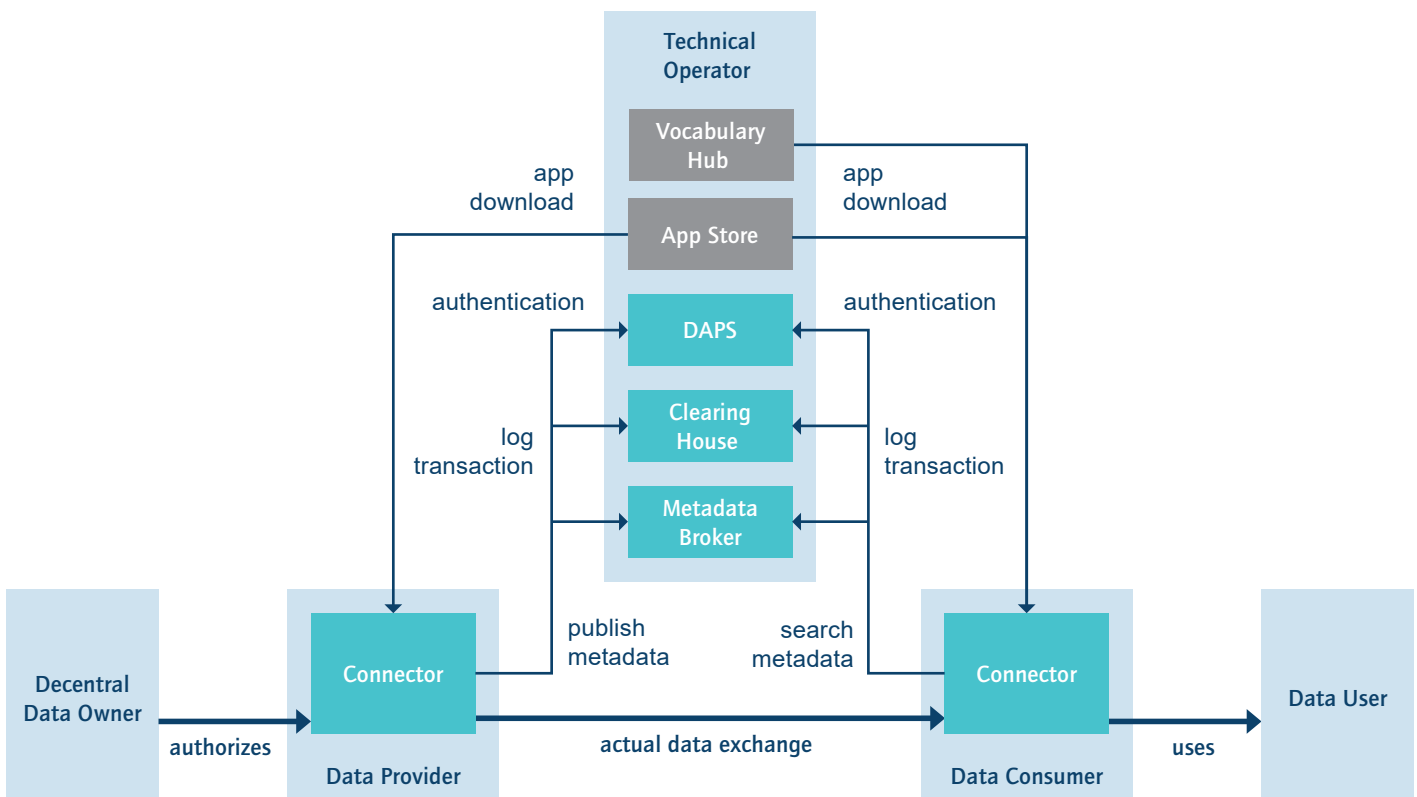 Technical
Operator
Vocabulary
Hub
app
download
app
download
App Store
authentication
authentication
DAPS
Clearing
House
log
transaction
log
transaction
Metadata
Broker
publish
metadata
search
metadata
Decentral
Data Owner
Connector
Connector
Data User
authorizes
actual data exchange
uses
Data Provider
Data Consumer